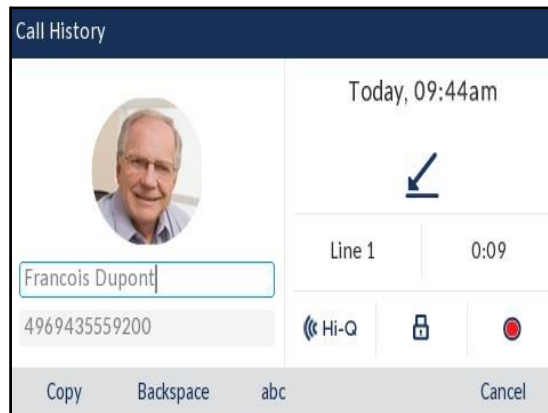 Call History
Today, 09:44am
Line 1 0:09
Francois Dupont
4969435559200
Hi-Q
Copy Backspace abc Cancel